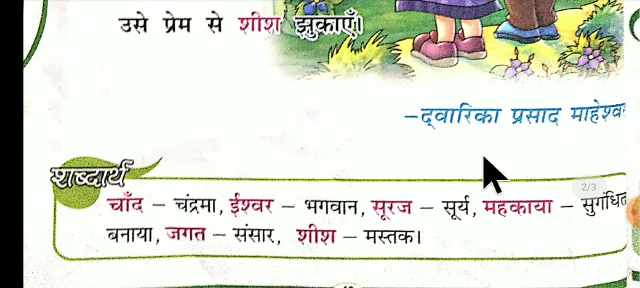 उसे प्रेम से शीश झुकाएँ।
–द्वारिका प्रसाद
शब्दार्थ
2/3
चाँद – चंद्रमा, ईश्वर – भगवान, सूरज – सूर्य, महकाया – सुगंधित
बनाया, जगत – संसार, शीश – मस्तक।